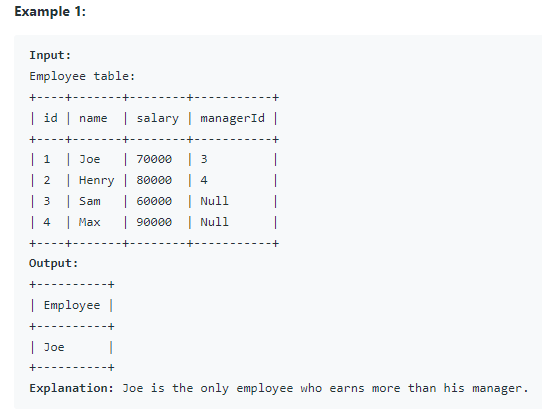 Example 1:
Input:
Employee table:
+----+-------+--------+-----------+
| id | name  | salary | managerId |
+----+-------+--------+-----------+
| 1  | Joe   | 70000  | 3         |
| 2  | Henry | 80000  | 4         |
| 3  | Sam   | 60000  | Null      |
| 4  | Max   | 90000  | Null      |
+----+-------+--------+-----------+
Output:
+----------+
| Employee |
+----------+
| Joe      |
+----------+
Explanation: Joe is the only employee who earns more than his manager.